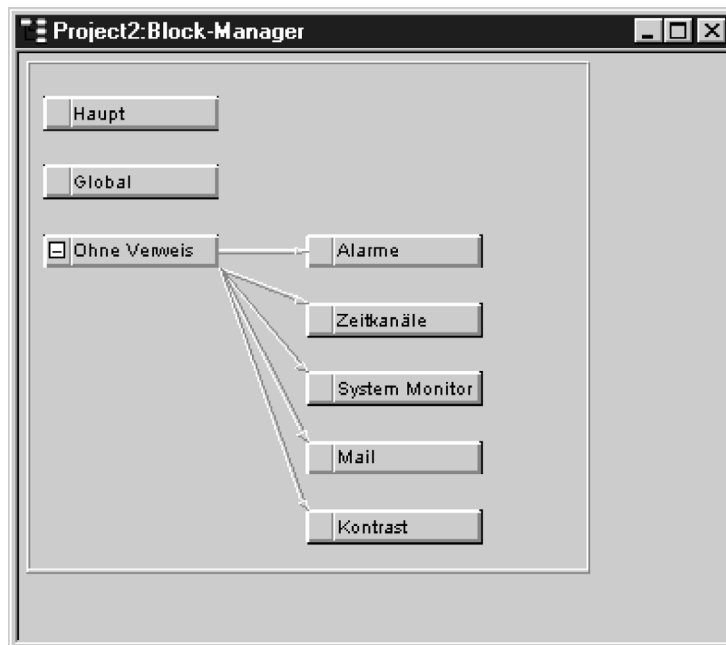 Project2:Block-Manager
Haupt
Global
Ohne Verweis
Alarme
Zeitkanäle
System Monitor
Mail
Kontrast